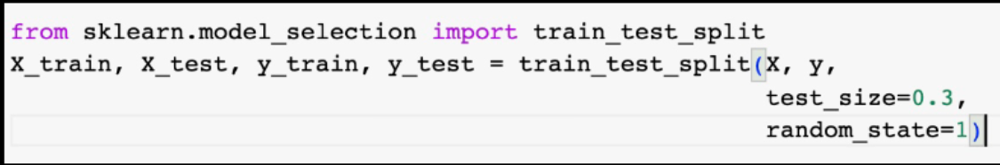 from sklearn.model_selection import train_test_split
X_train, X_test, y_train, y_test = train_test_split(X, y,
test_size=0.3,
random_state=1)